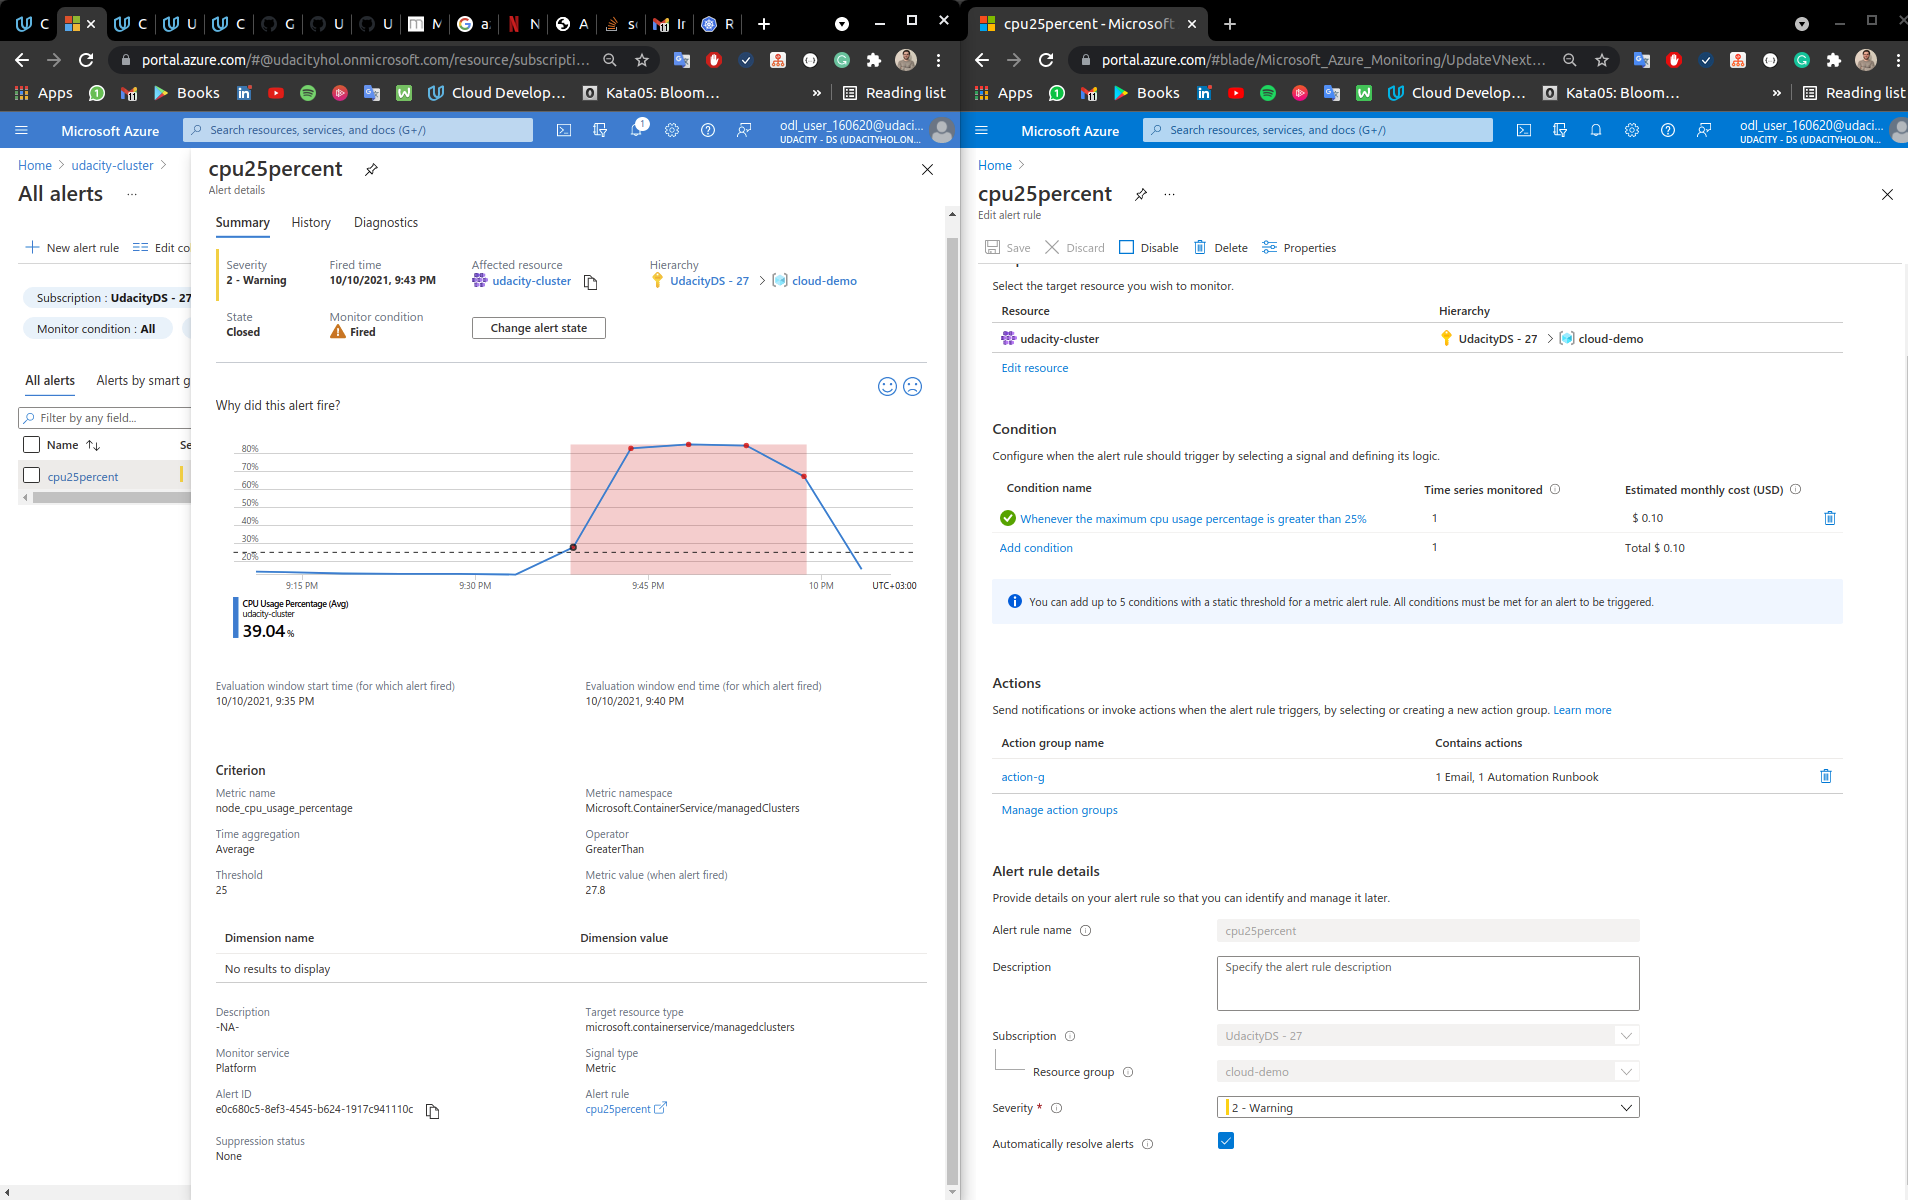 C
C
U
C
G
U
U
M
a
N
A
s
Ir
R
portal.azure.com/#@udacityhol.onmicrosoft.com/resource/subscripti...
Apps
Books
Cloud Develop...
Kata05: Bloom...
»
Reading list
Microsoft Azure
Search resources, services, and docs (G+/)
1
odl_user_160620@udaci...
UDACITY - DS (UDACITYHOL.ON...
Home > udacity-cluster >
All alerts ...
New alert rule
Edit co
Subscription : UdacityDS - 27
Monitor condition : All
All alerts
Alerts by smart g
Filter by any field...
Name
Se
cpu25percent
cpu25percent
Alert details
Summary
History
Diagnostics
Severity
2 - Warning
Fired time
10/10/2021, 9:43 PM
Affected resource
udacity-cluster
Hierarchy
UdacityDS - 27 > cloud-demo
State
Closed
Monitor condition
Fired
Change alert state
Why did this alert fire?
80%
70%
60%
50%
40%
30%
20%
9:15 PM
9:30 PM
9:45 PM
10 PM
UTC+03:00
CPU Usage Percentage (Avg)
udacity-cluster
39.04 %
Evaluation window start time (for which alert fired)
10/10/2021, 9:35 PM
Evaluation window end time (for which alert fired)
10/10/2021, 9:40 PM
Criterion
Metric name
node_cpu_usage_percentage
Metric namespace
Microsoft.ContainerService/managedClusters
Time aggregation
Average
Operator
GreaterThan
Threshold
25
Metric value (when alert fired)
27.8
Dimension name
Dimension value
No results to display
Description
-NA-
Target resource type
microsoft.containerservice/managedclusters
Monitor service
Platform
Signal type
Metric
Alert ID
e0c680c5-8ef3-4545-b624-1917c941110c
Alert rule
cpu25percent
Suppression status
None
cpu25percent - Microsoft
portal.azure.com/#blade/Microsoft_Azure_Monitoring/UpdateVNext...
Apps
Books
Cloud Develop...
Kata05: Bloom...
»
Reading list
Microsoft Azure
Search resources, services, and docs (G+/)
odl_user_160620@udaci...
UDACITY - DS (UDACITYHOL.ON...
Home >
cpu25percent ...
Edit alert rule
Save
Discard
Disable
Delete
Properties
Select the target resource you wish to monitor.
Resource
Hierarchy
udacity-cluster
UdacityDS - 27 > cloud-demo
Edit resource
Condition
Configure when the alert rule should trigger by selecting a signal and defining its logic.
Condition name
Time series monitored
Estimated monthly cost (USD)
Whenever the maximum cpu usage percentage is greater than 25%
1
$ 0.10
Add condition
1
Total $ 0.10
You can add up to 5 conditions with a static threshold for a metric alert rule. All conditions must be met for an alert to be triggered.
Actions
Send notifications or invoke actions when the alert rule triggers, by selecting or creating a new action group. Learn more
Action group name
Contains actions
action-g
1 Email, 1 Automation Runbook
Manage action groups
Alert rule details
Provide details on your alert rule so that you can identify and manage it later.
Alert rule name
cpu25percent
Description
Specify the alert rule description
Subscription
UdacityDS - 27
Resource group
cloud-demo
Severity *
2 - Warning
Automatically resolve alerts